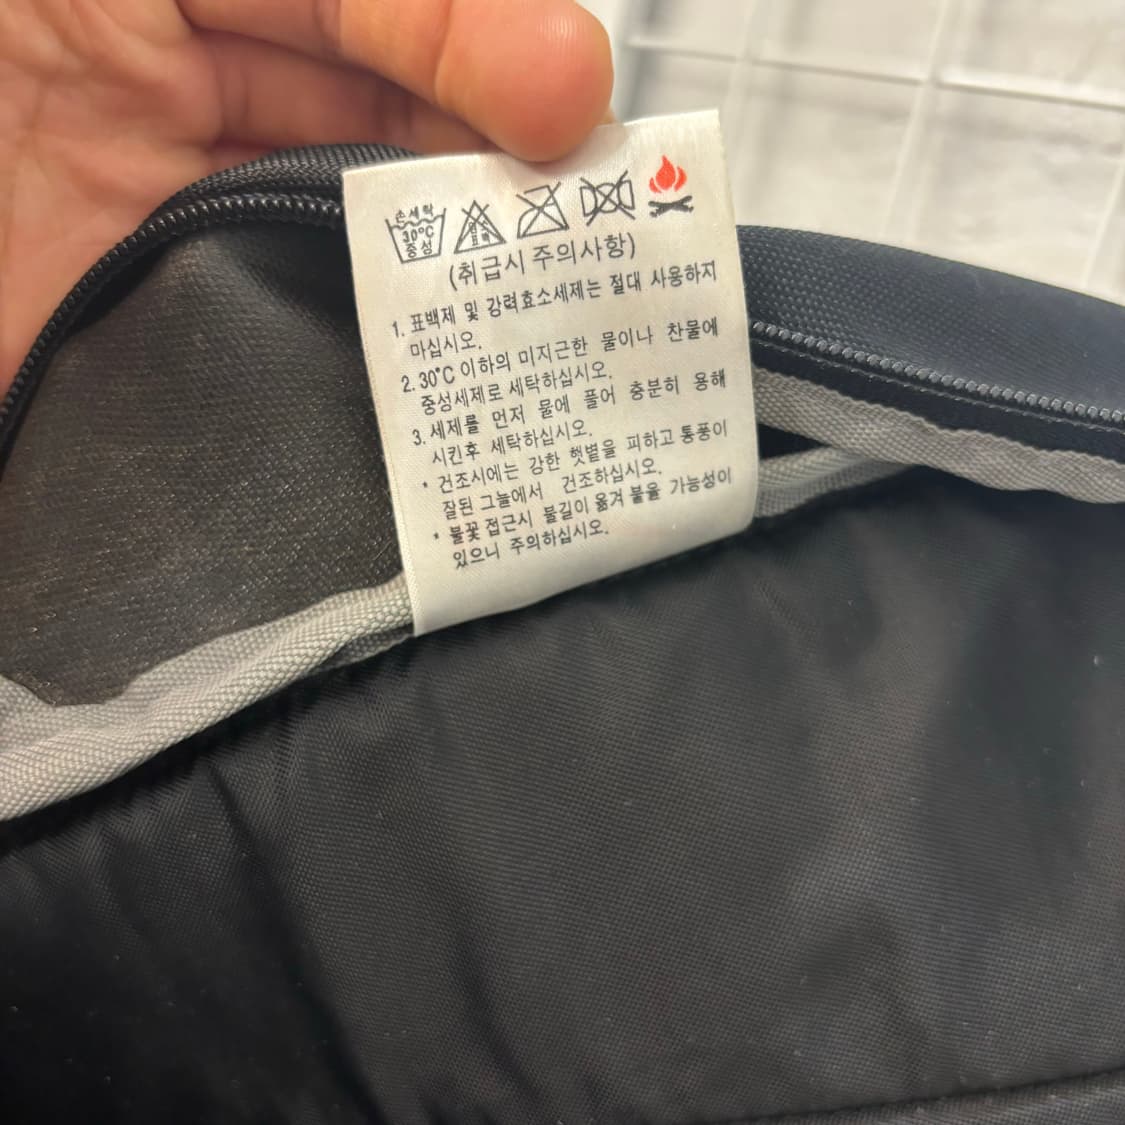 손세탁
30°C
중성
(취급시 주의사항)
1. 표백제 및 강력효소세제는 절대 사용하지
마십시오.
2. 30°C 이하의 미지근한 물이나 찬물에
중성세제로 세탁하십시오.
3. 세제를 먼저 물에 풀어 충분히 용해
시킨후 세탁하십시오.
* 건조시에는 강한 햇볕을 피하고 통풍이
잘된 그늘에서 건조하십시오.
* 불꽃 접근시 불길이 옮겨 붙을 가능성이
있으니 주의하십시오.